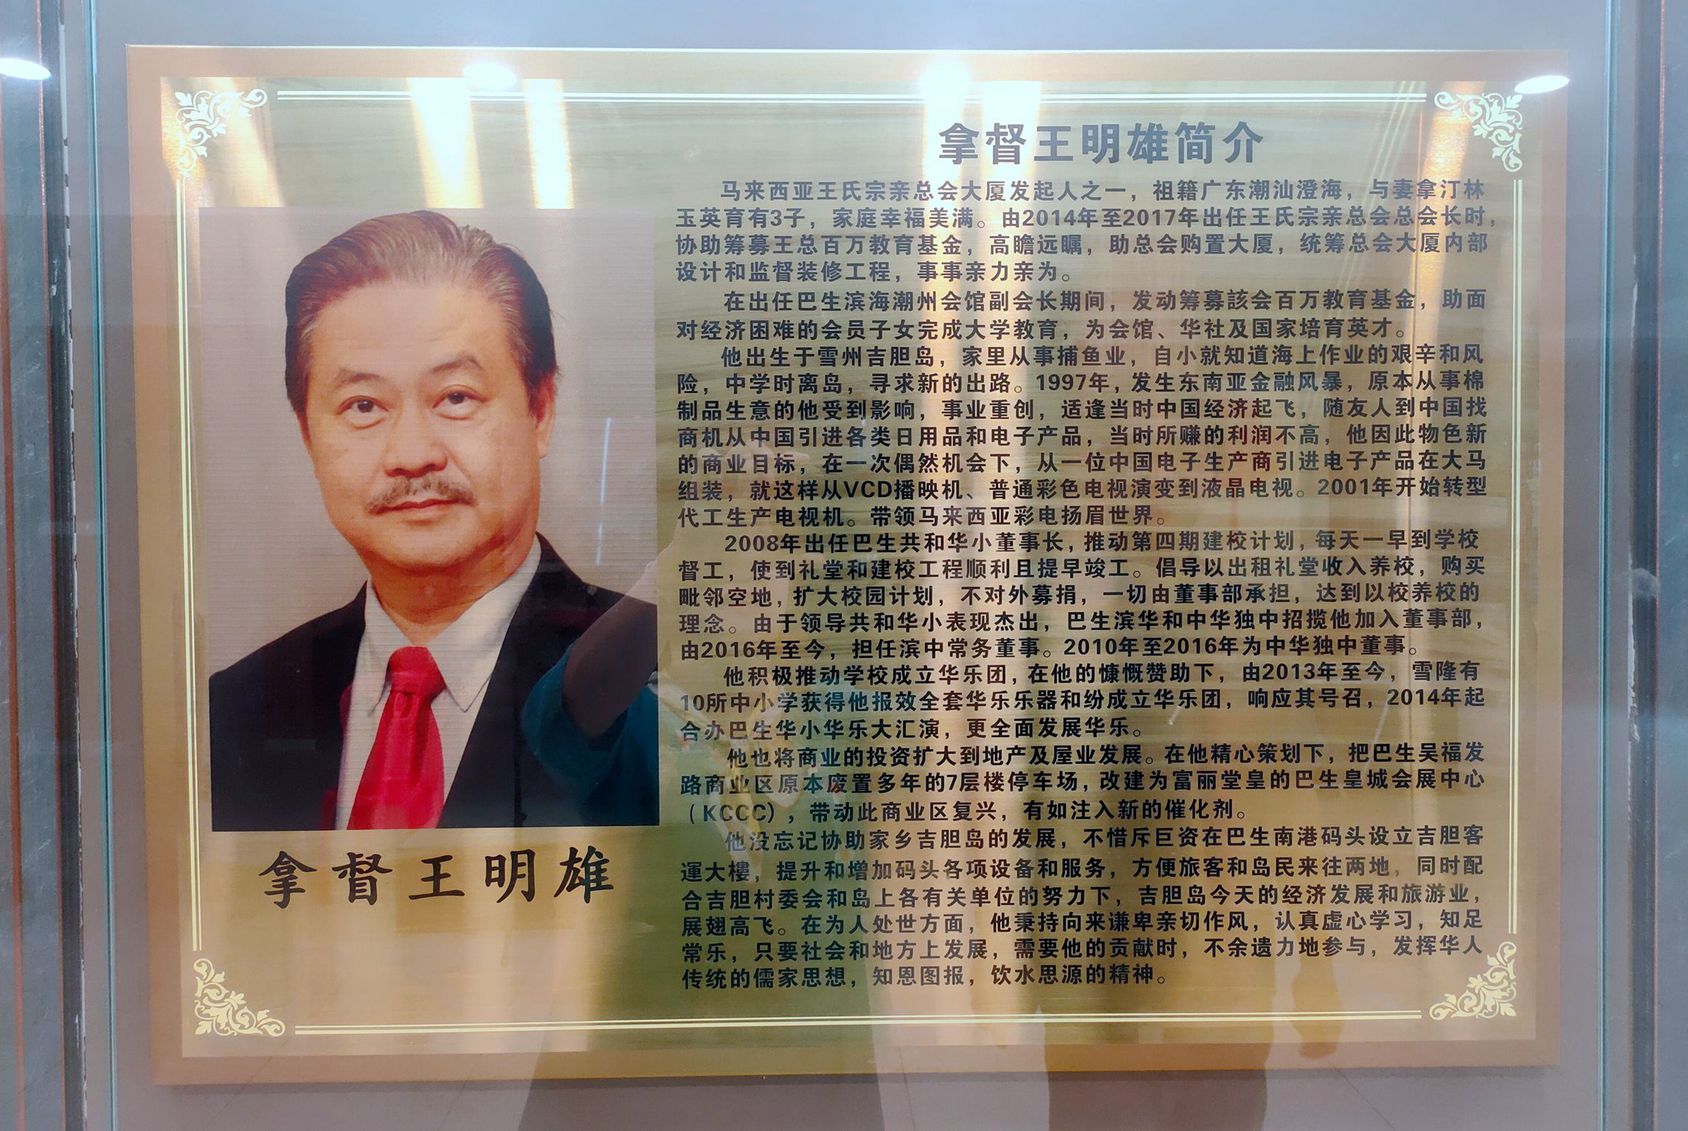 拿督王明雄简介
马来西亚王氏宗亲总会大厦发起人之一，祖籍广东潮汕澄海，与妻拿汀林
玉英育有3子，家庭幸福美满。由2014年至2017年出任王氏宗亲总会总会长时，
协助筹募王总百万教育基金，高瞻远瞩，助总会购置大厦，统筹总会大厦内部
设计和监督装修工程，事事亲力亲为。
在出任巴生滨海潮州会馆副会长期间，发动筹募該会百万教育基金，助面
对经济困难的会员子女完成大学教育，为会馆、华社及国家培育英才。
他出生于雪州吉胆岛，家里从事捕鱼业，自小就知道海上作业的艰辛和风
险，中学时离岛，寻求新的出路。1997年，发生东南亚金融风暴，原本从事棉
制品生意的他受到影响，事业重创，适逢当时中国经济起飞，随友人到中国找
商机从中国引进各类日用品和电子产品，当时所赚的利润不高，他因此物色新
的商业目标，在一次偶然机会下，从一位中国电子生产商引进电子产品在大马
组装，就这样从VCD播映机、普通彩色电视演变到液晶电视。2001年开始转型
代工生产电视机。带领马来西亚彩电扬眉世界。
2008年出任巴生共和华小董事长，推动第四期建校计划，每天一早到学校
督工，使到礼堂和建校工程顺利且提早竣工。倡导以出租礼堂收入养校，购买
毗邻空地，扩大校园计划，不对外募捐，一切由董事部承担，达到以校养校的
理念。由于领导共和华小表现杰出，巴生滨华和中华独中招揽他加入董事部，
由2016年至今，担任滨中常务董事。2010年至2016年为中华独中董事。
他积极推动学校成立华乐团，在他的慷慨赞助下，由2013年至今，雪隆有
10所中小学获得他报效全套华乐乐器和纷成立华乐团，响应其号召，2014年起
合办巴生华小华乐大汇演，更全面发展华乐。
他也将商业的投资扩大到地产及屋业发展。在他精心策划下，把巴生吴福发
路商业区原本废置多年的7层楼停车场，改建为富丽堂皇的巴生皇城会展中心
（KCCC），带动此商业区复兴，有如注入新的催化剂。
他没忘记协助家乡吉胆岛的发展，不惜斥巨资在巴生南港码头设立吉胆客
運大樓，提升和增加码头各项设备和服务，方便旅客和岛民来往两地，同时配
合吉胆村委会和岛上各有关单位的努力下，吉胆岛今天的经济发展和旅游业，
展翅高飞。在为人处世方面，他秉持向来谦卑亲切作风，认真虚心学习，知足
常乐，只要社会和地方上发展，需要他的贡献时，不余遗力地参与，发挥华人
传统的儒家思想，知恩图报，饮水思源的精神。
拿督王明雄